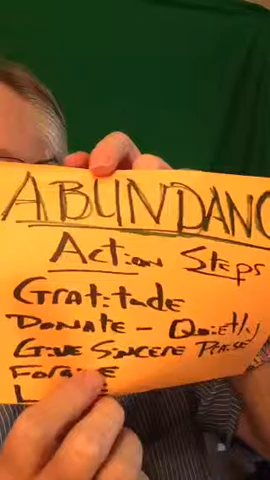 ABUNDANC
Action Steps
Gratitude
DONATE - Quietly
GIVE SINCERE PRAISE